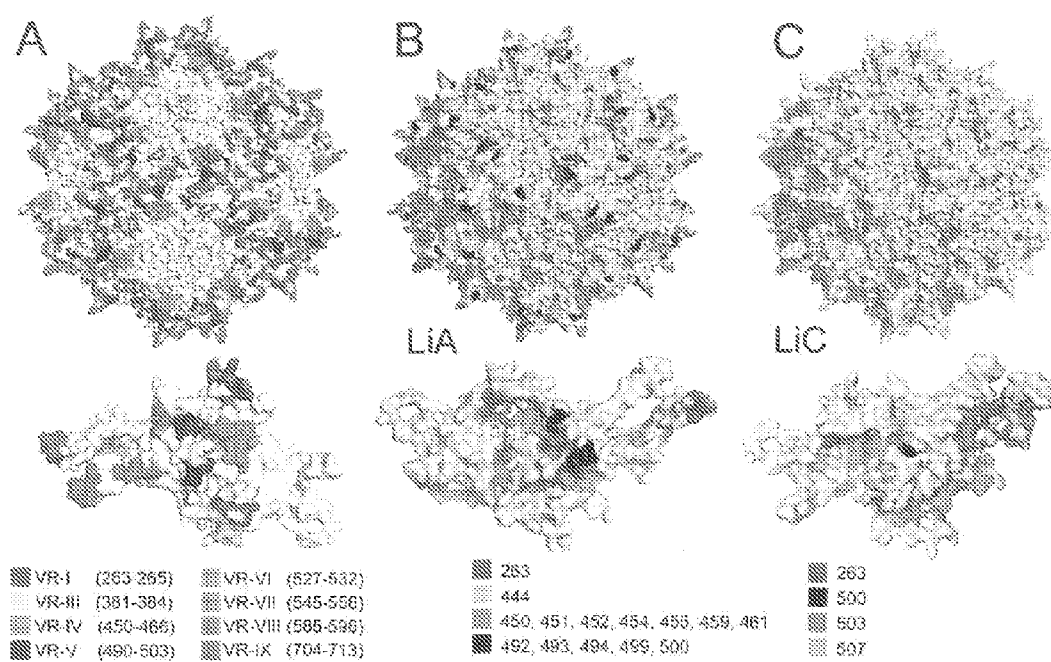 A B C
LiA LiC
VR-I (263-265) VR-VI (527-532)
VR-III (381-384) VR-VII (545-556)
VR-IV (450-466) VR-VIII (585-596)
VR-V (490-503) VR-IX (704-713)
263
444
450, 451, 452, 454, 455, 459, 461
492, 493, 494, 499, 500
263
500
503
507